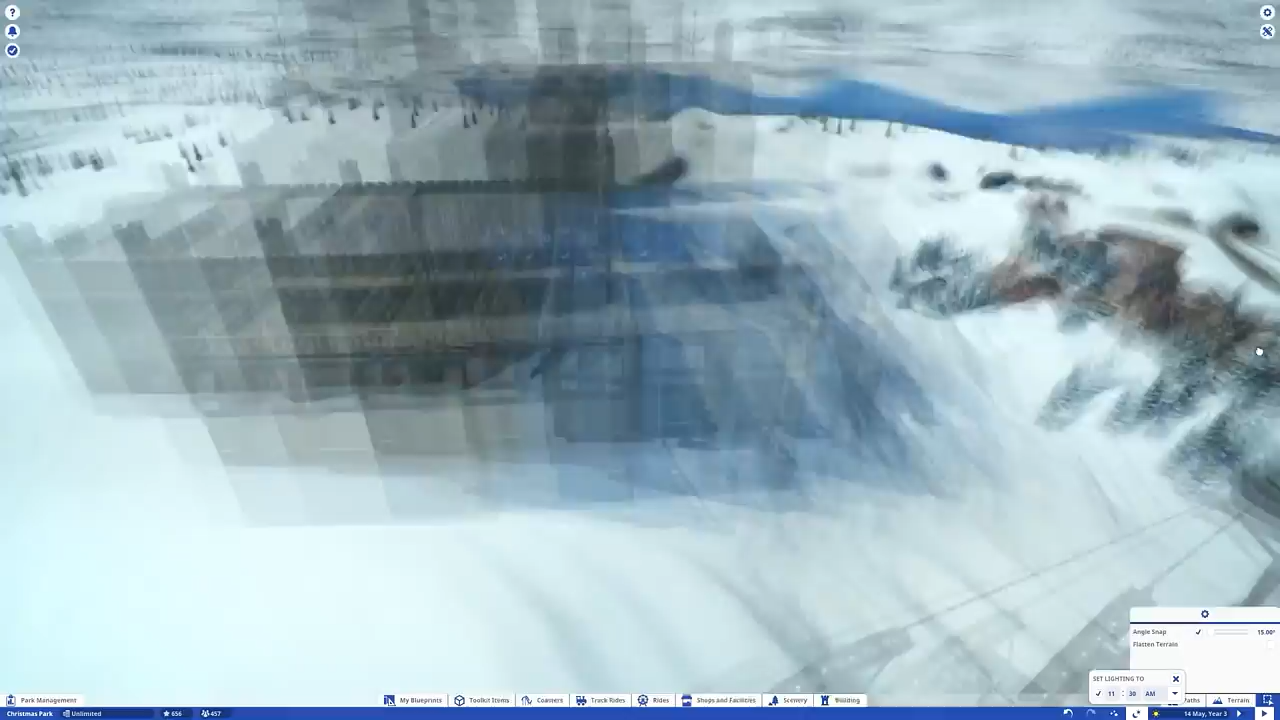 ?
Angle Snap 15.00°
Flatten Terrain
SET LIGHTING TO
11 : 30 AM
Park Management My Blueprints Toolkit Items Coasters Truck Rides Rides Shops and Facilities Scenery Building Paths Terrain
Christmas Park Unlimited 656 457 14 May, Year 3